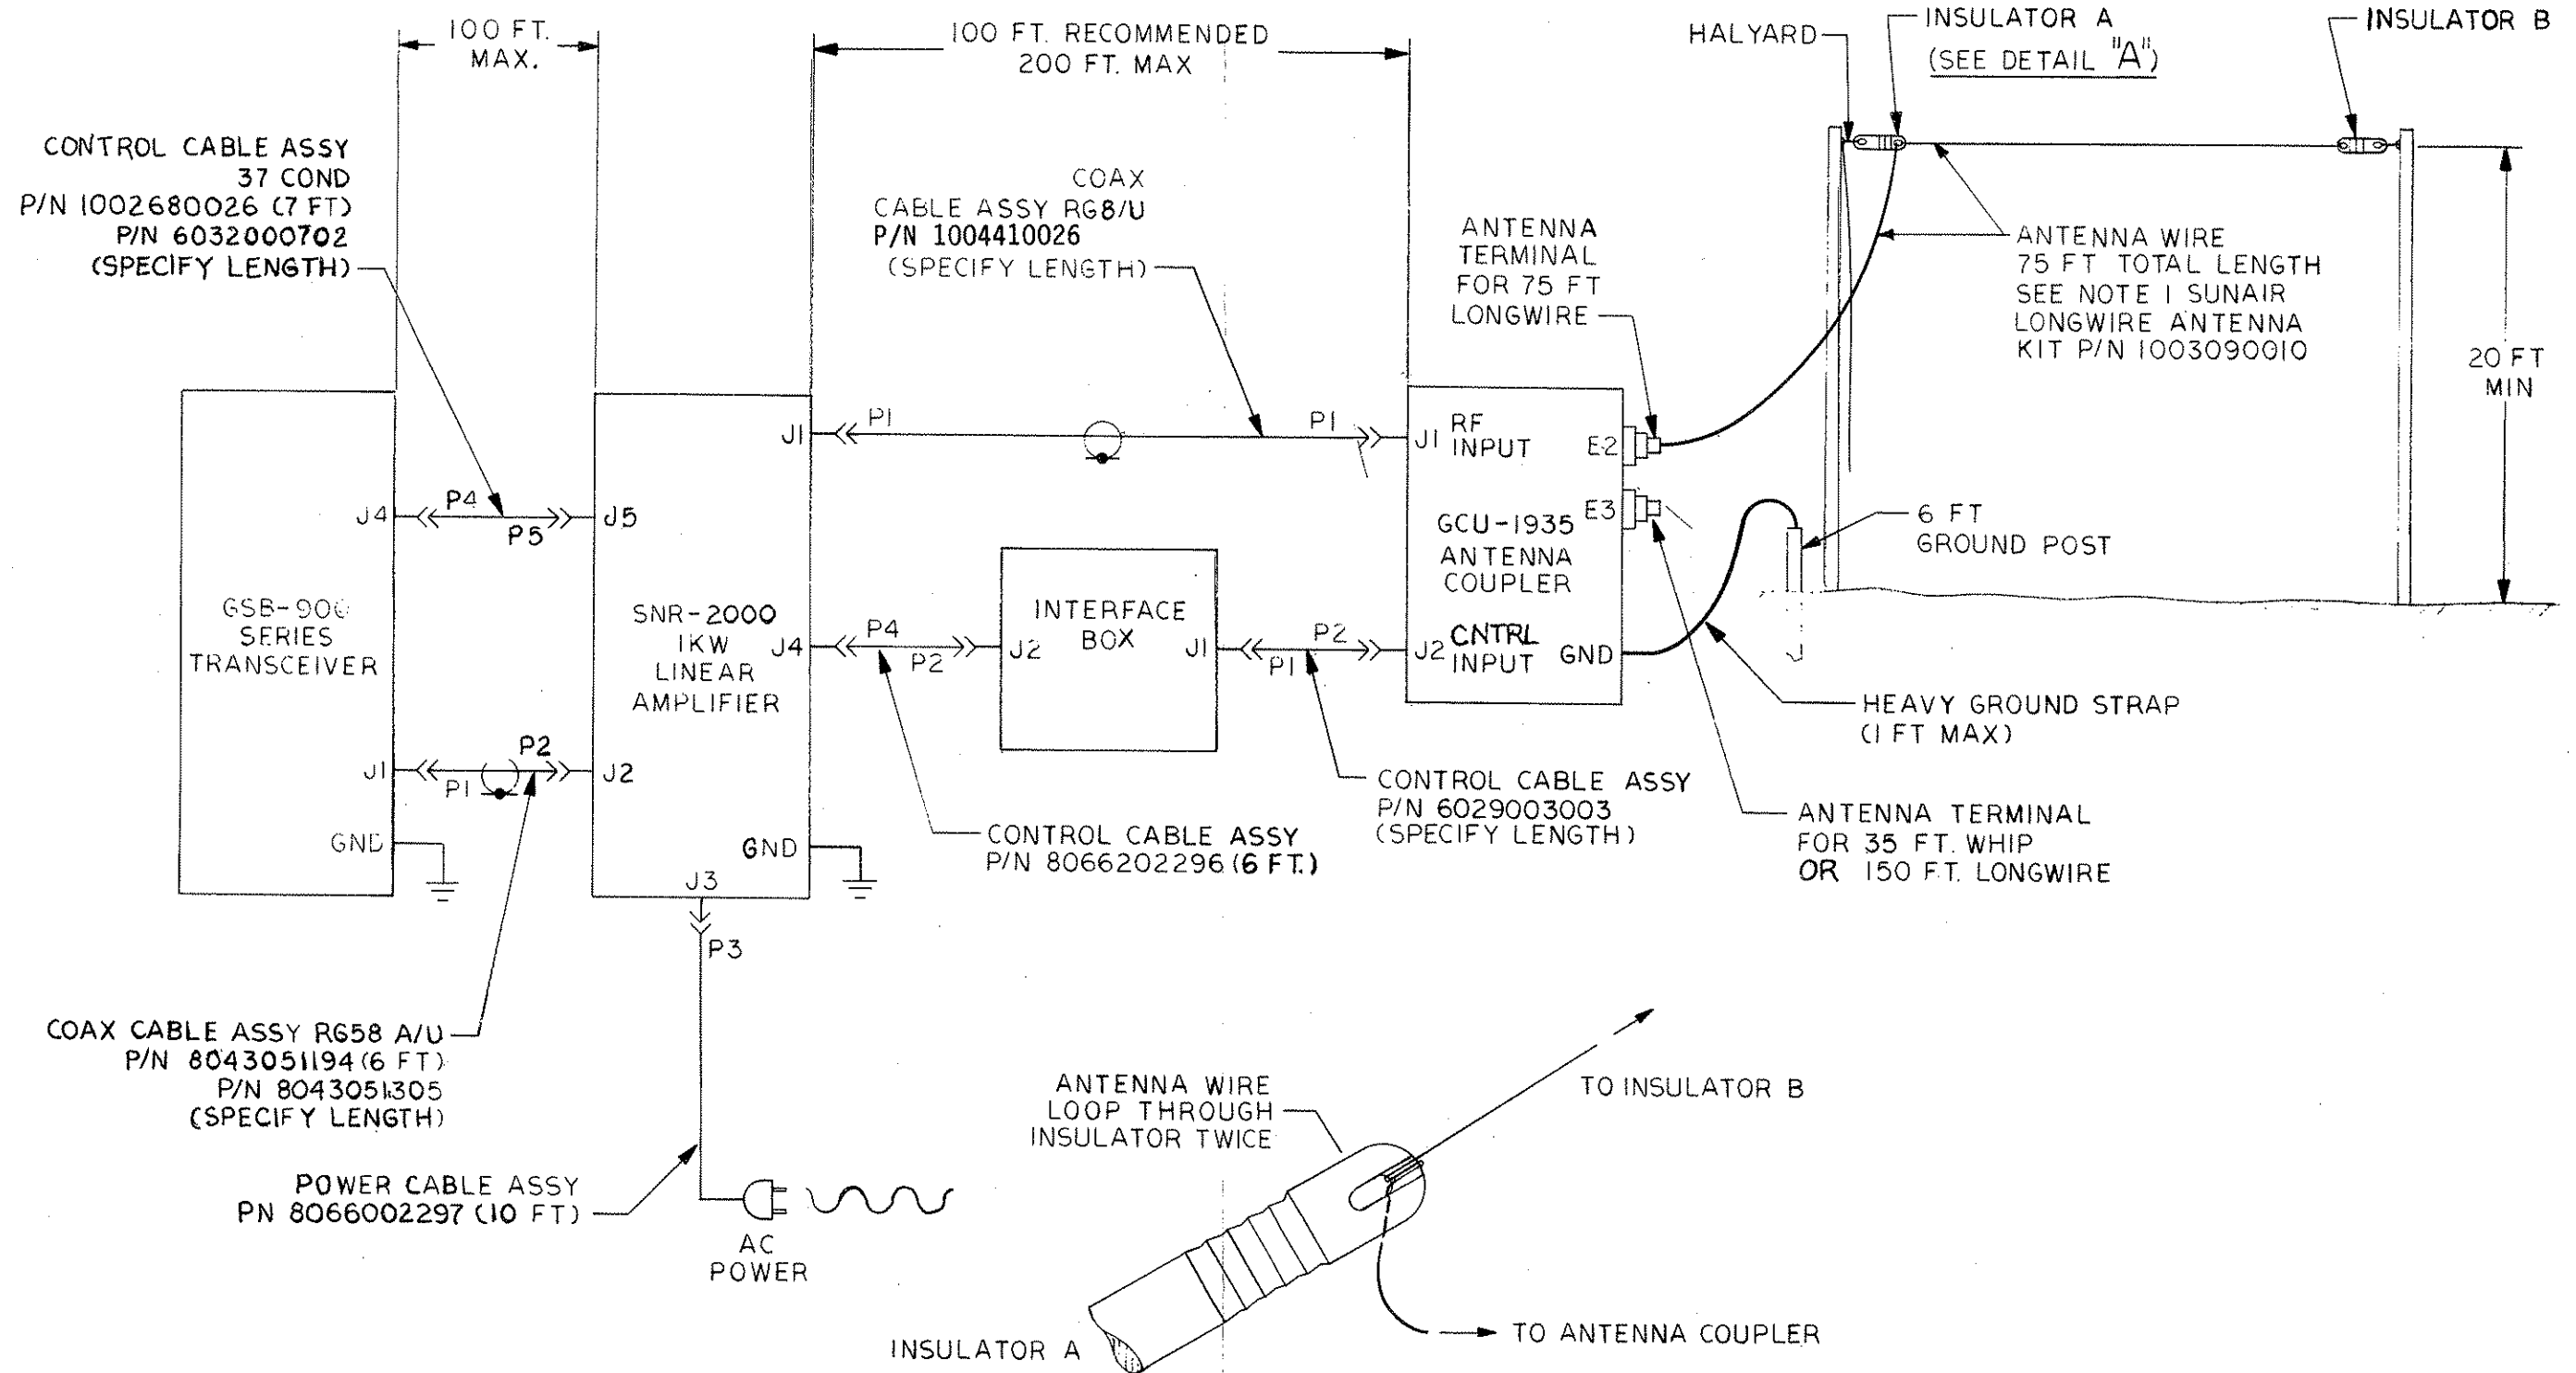 100 FT.
MAX.
100 FT. RECOMMENDED
200 FT. MAX
HALYARD
INSULATOR A
(SEE DETAIL "A")
INSULATOR B
CONTROL CABLE ASSY
37 COND
P/N 1002680026 (7 FT)
P/N 6032000702
(SPECIFY LENGTH)
COAX
CABLE ASSY RG8/U
P/N 1004410026
(SPECIFY LENGTH)
ANTENNA
TERMINAL
FOR 75 FT
LONGWIRE
ANTENNA WIRE
75 FT TOTAL LENGTH
SEE NOTE 1 SUNAIR
LONGWIRE ANTENNA
KIT P/N 1003090010
20 FT
MIN
J1
P1
P1
J1
RF
INPUT
E2
J4
P4
P5
J5
E3
GCU-1935
ANTENNA
COUPLER
6 FT
GROUND POST
GSB-900
SERIES
TRANSCEIVER
SNR-2000
1KW
LINEAR
AMPLIFIER
J4
P4
P2
J2
INTERFACE
BOX
J1
P1
P2
J2
CNTRL
INPUT
GND
HEAVY GROUND STRAP
(1 FT MAX)
J1
P1
P2
J2
GND
GND
J3
P3
CONTROL CABLE ASSY
P/N 8066202296 (6 FT.)
CONTROL CABLE ASSY
P/N 6029003003
(SPECIFY LENGTH)
ANTENNA TERMINAL
FOR 35 FT. WHIP
OR 150 FT. LONGWIRE
COAX CABLE ASSY RG58 A/U
P/N 8043051194 (6 FT)
P/N 8043051305
(SPECIFY LENGTH)
POWER CABLE ASSY
PN 8066002297 (10 FT)
AC
POWER
ANTENNA WIRE
LOOP THROUGH
INSULATOR TWICE
TO INSULATOR B
INSULATOR A
TO ANTENNA COUPLER